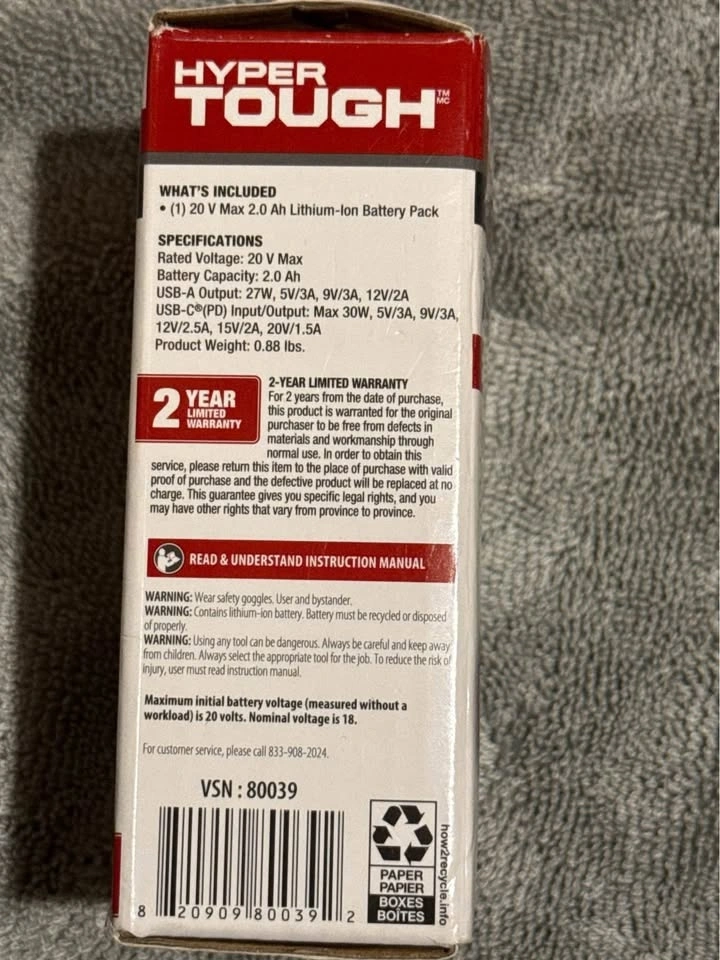 HYPER
TOUGH™
MC
WHAT'S INCLUDED
• (1) 20 V Max 2.0 Ah Lithium-Ion Battery Pack
SPECIFICATIONS
Rated Voltage: 20 V Max
Battery Capacity: 2.0 Ah
USB-A Output: 27W, 5V/3A, 9V/3A, 12V/2A
USB-C®(PD) Input/Output: Max 30W, 5V/3A, 9V/3A,
12V/2.5A, 15V/2A, 20V/1.5A
Product Weight: 0.88 lbs.
2 YEAR
LIMITED
WARRANTY
2-YEAR LIMITED WARRANTY
For 2 years from the date of purchase,
this product is warranted for the original
purchaser to be free from defects in
materials and workmanship through
normal use. In order to obtain this
service, please return this item to the place of purchase with valid
proof of purchase and the defective product will be replaced at no
charge. This guarantee gives you specific legal rights, and you
may have other rights that vary from province to province.
READ & UNDERSTAND INSTRUCTION MANUAL
WARNING: Wear safety goggles. User and bystander.
WARNING: Contains lithium-ion battery. Battery must be recycled or disposed
of properly.
WARNING: Using any tool can be dangerous. Always be careful and keep away
from children. Always select the appropriate tool for the job. To reduce the risk of
injury, user must read instruction manual.
Maximum initial battery voltage (measured without a
workload) is 20 volts. Nominal voltage is 18.
For customer service, please call 833-908-2024.
VSN : 80039
8 20909 80039 2
PAPER
PAPIER
BOXES
BOÎTES
how2recycle.info